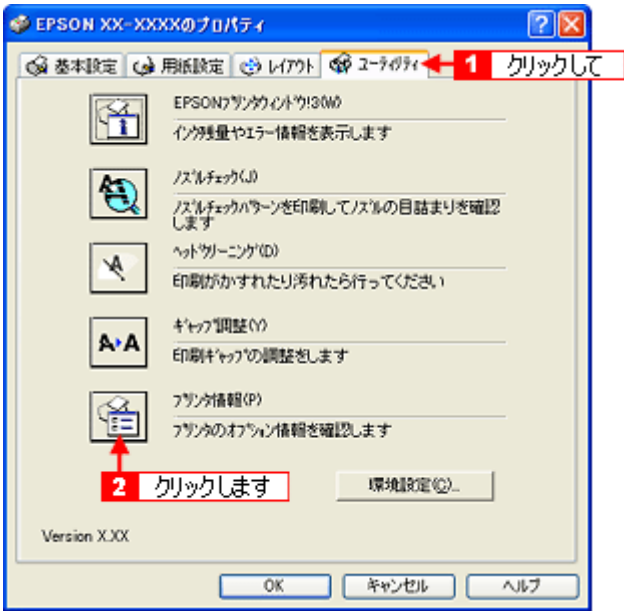 EPSON XX-XXXXのプロパティ
基本設定 用紙設定 レイアウト ユーティリティ 1 クリックして
EPSONプリンタウィンドウ!3(W)
インク残量やエラー情報を表示します
ノズルチェック(J)
ノズルチェックパターンを印刷してノズルの目詰まりを確認
します
ヘッドクリーニング(D)
印刷がかすれたり汚れたら行ってください
ギャップ調整(Y)
印刷ギャップの調整をします
プリンタ情報(P)
プリンタのオプション情報を確認します
2 クリックします
環境設定(C)...
Version X.XX
OK キャンセル ヘルプ